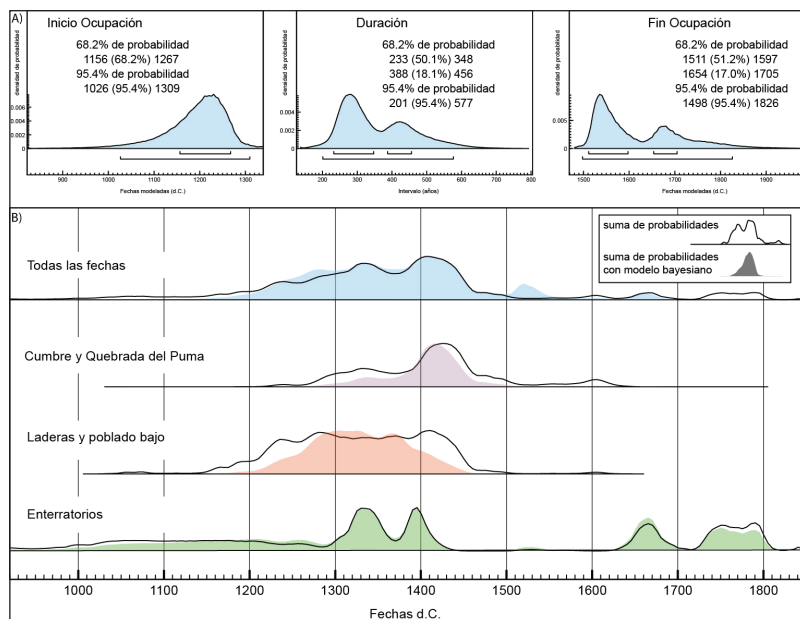 A)
Inicio Ocupación
68.2% de probabilidad
1156 (68.2%) 1267
95.4% de probabilidad
1026 (95.4%) 1309
densidad de probabilidad
0.006
0.004
0.002
0
900 1000 1100 1200 1300
Fechas modeladas (d.C.)
Duración
68.2% de probabilidad
233 (50.1%) 348
388 (18.1%) 456
95.4% de probabilidad
201 (95.4%) 577
densidad de probabilidad
0.006
0.004
0.002
0
200 300 400 500 600 700 800
Intervalo (años)
Fin Ocupación
68.2% de probabilidad
1511 (51.2%) 1597
1654 (17.0%) 1705
95.4% de probabilidad
1498 (95.4%) 1826
densidad de probabilidad
0.005
0
1500 1600 1700 1800 1900
Fechas modeladas (d.C.)
B)
suma de probabilidades
suma de probabilidades
con modelo bayesiano
Todas las fechas
Cumbre y Quebrada del Puma
Laderas y poblado bajo
Enterratorios
1000 1100 1200 1300 1400 1500 1600 1700 1800
Fechas d.C.